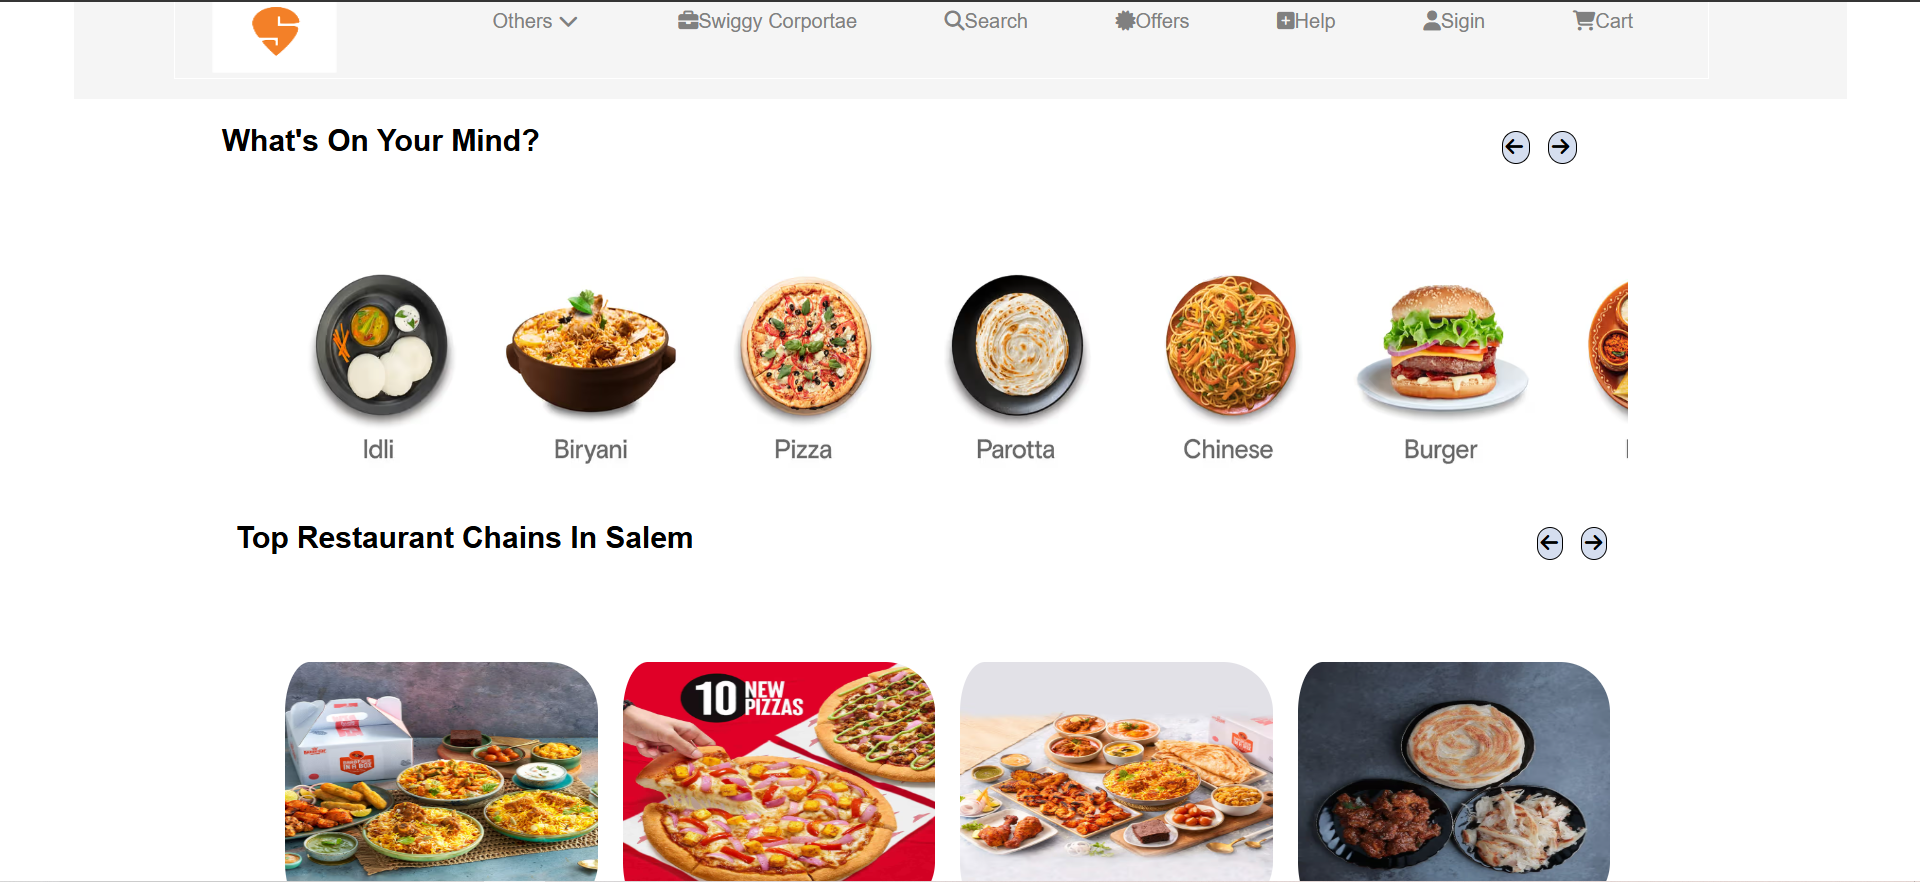 Others
Swiggy Corportae
Search
Offers
Help
Sigin
Cart
What's On Your Mind?
Idli
Biryani
Pizza
Parotta
Chinese
Burger
Top Restaurant Chains In Salem
10 NEW
PIZZAS